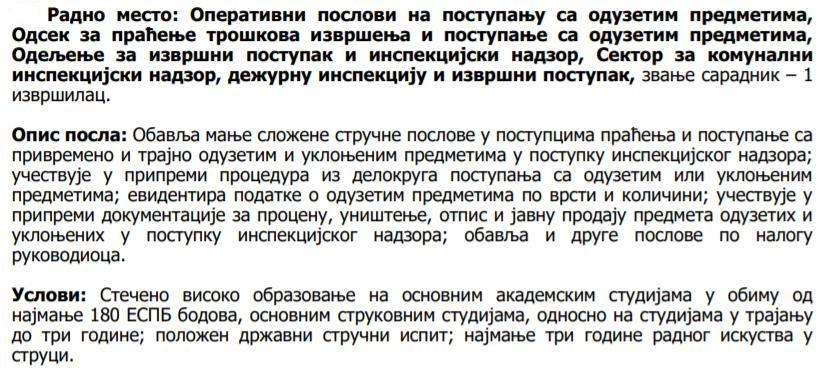 Радно место: Оперативни послови на поступању са одузетим предметима,
Одсек за праћење трошкова извршења и поступање са одузетим предметима,
Одељење за извршни поступак и инспекцијски надзор, Сектор за комунални
инспекцијски надзор, дежурну инспекцију и извршни поступак, звање сарадник – 1
извршилац.
Опис посла: Обавља мање сложене стручне послове у поступцима праћења и поступање са
привремено и трајно одузетим и уклоњеним предметима у поступку инспекцијског надзора;
учествује у припреми процедура из делокруга поступања са одузетим или уклоњеним
предметима; евидентира податке о одузетим предметима по врсти и количини; учествује у
припреми документације за процену, уништење, отпис и јавну продају предмета одузетих и
уклоњених у поступку инспекцијског надзора; обавља и друге послове по налогу
руководиоца.
Услови: Стечено високо образовање на основним академским студијама у обиму од
најмање 180 ЕСПБ бодова, основним струковним студијама, односно на студијама у трајању
до три године; положен државни стручни испит; најмање три године радног искуства у
струци.